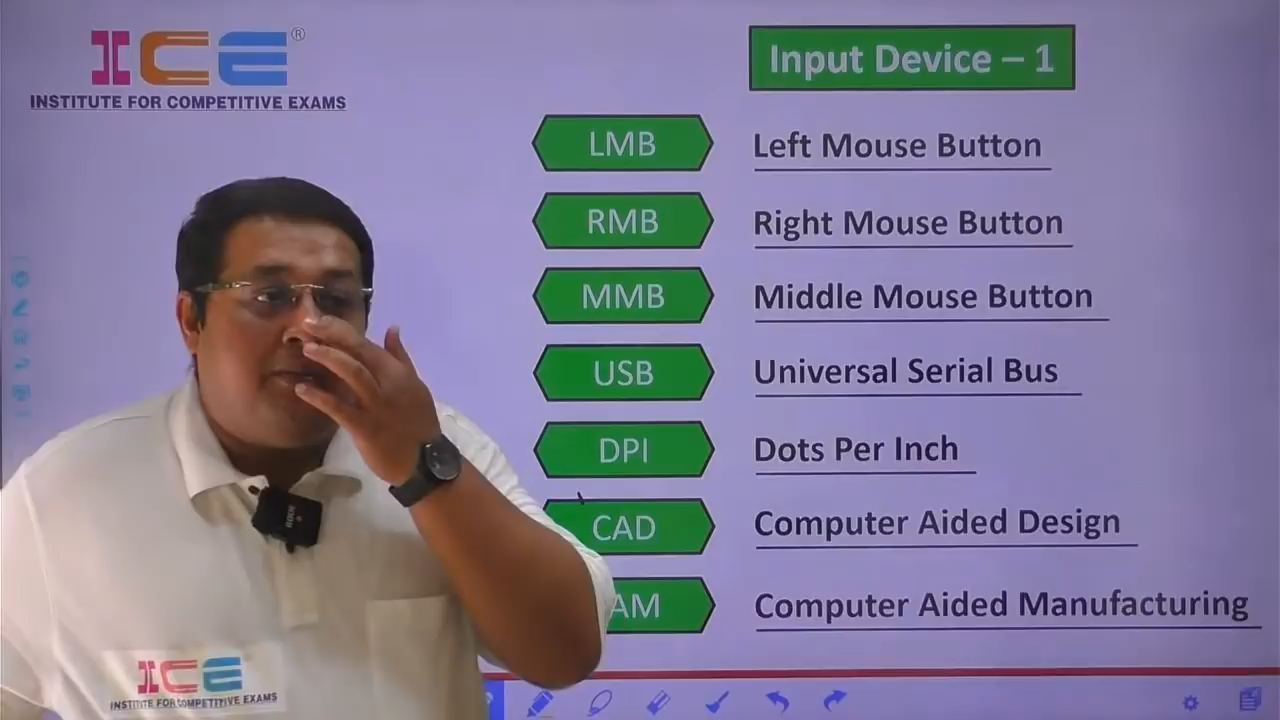 ICE®
INSTITUTE FOR COMPETITIVE EXAMS
Input Device – 1
LMB Left Mouse Button
RMB Right Mouse Button
MMB Middle Mouse Button
USB Universal Serial Bus
DPI Dots Per Inch
CAD Computer Aided Design
AM Computer Aided Manufacturing
RODE
ICE
INSTITUTE FOR COMPETITIVE EXAMS